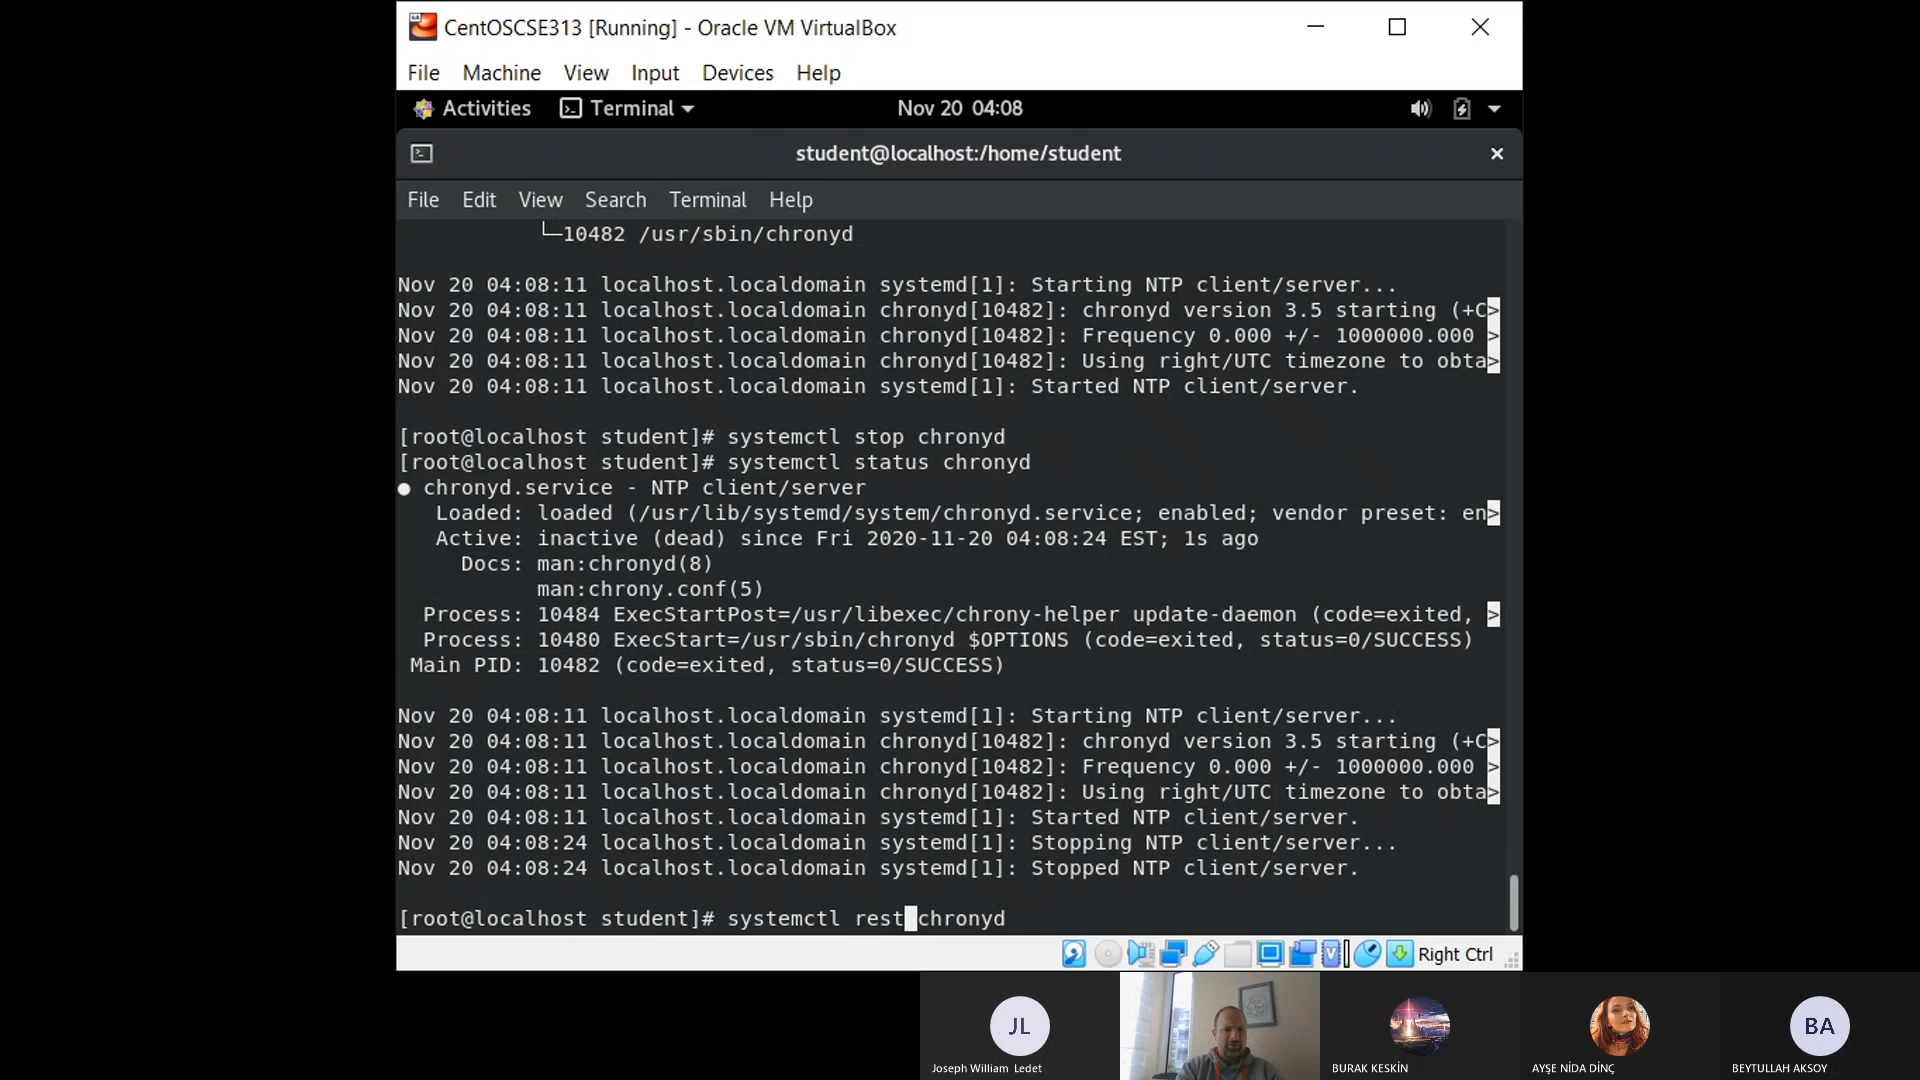 CentOSCSE313 [Running] - Oracle VM VirtualBox
File Machine View Input Devices Help
Activities Terminal Nov 20 04:08
student@localhost:/home/student
File Edit View Search Terminal Help
└─10482 /usr/sbin/chronyd
Nov 20 04:08:11 localhost.localdomain systemd[1]: Starting NTP client/server...
Nov 20 04:08:11 localhost.localdomain chronyd[10482]: chronyd version 3.5 starting (+C>
Nov 20 04:08:11 localhost.localdomain chronyd[10482]: Frequency 0.000 +/- 1000000.000 >
Nov 20 04:08:11 localhost.localdomain chronyd[10482]: Using right/UTC timezone to obta>
Nov 20 04:08:11 localhost.localdomain systemd[1]: Started NTP client/server.
[root@localhost student]# systemctl stop chronyd
[root@localhost student]# systemctl status chronyd
● chronyd.service - NTP client/server
Loaded: loaded (/usr/lib/systemd/system/chronyd.service; enabled; vendor preset: en>
Active: inactive (dead) since Fri 2020-11-20 04:08:24 EST; 1s ago
Docs: man:chronyd(8)
man:chrony.conf(5)
Process: 10484 ExecStartPost=/usr/libexec/chrony-helper update-daemon (code=exited, >
Process: 10480 ExecStart=/usr/sbin/chronyd $OPTIONS (code=exited, status=0/SUCCESS)
Main PID: 10482 (code=exited, status=0/SUCCESS)
Nov 20 04:08:11 localhost.localdomain systemd[1]: Starting NTP client/server...
Nov 20 04:08:11 localhost.localdomain chronyd[10482]: chronyd version 3.5 starting (+C>
Nov 20 04:08:11 localhost.localdomain chronyd[10482]: Frequency 0.000 +/- 1000000.000 >
Nov 20 04:08:11 localhost.localdomain chronyd[10482]: Using right/UTC timezone to obta>
Nov 20 04:08:11 localhost.localdomain systemd[1]: Started NTP client/server.
Nov 20 04:08:24 localhost.localdomain systemd[1]: Stopping NTP client/server...
Nov 20 04:08:24 localhost.localdomain systemd[1]: Stopped NTP client/server.
[root@localhost student]# systemctl rest chronyd
Right Ctrl
JL BA
Joseph William Ledet BURAK KESKİN AYŞE NİDA DİNÇ BEYTULLAH AKSOY